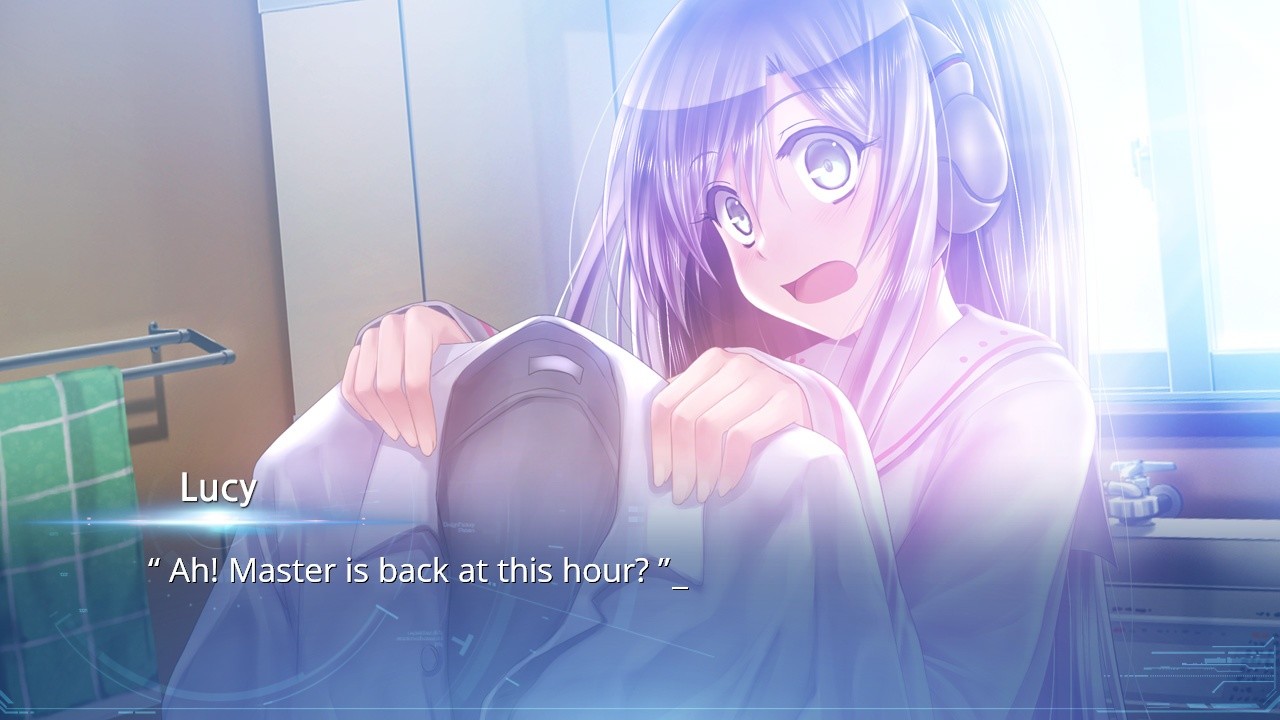 Lucy
“ Ah! Master is back at this hour? ”_